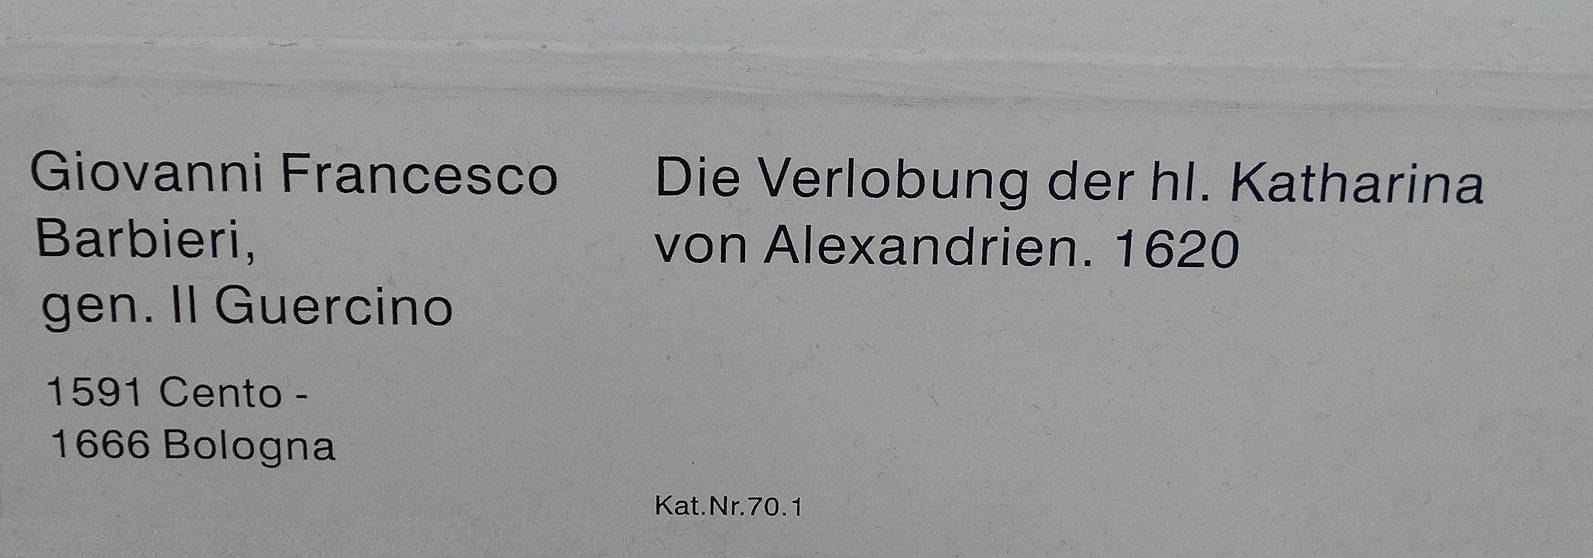 Giovanni Francesco
Barbieri,
gen. Il Guercino
1591 Cento -
1666 Bologna
Die Verlobung der hl. Katharina
von Alexandrien. 1620
Kat.Nr.70.1